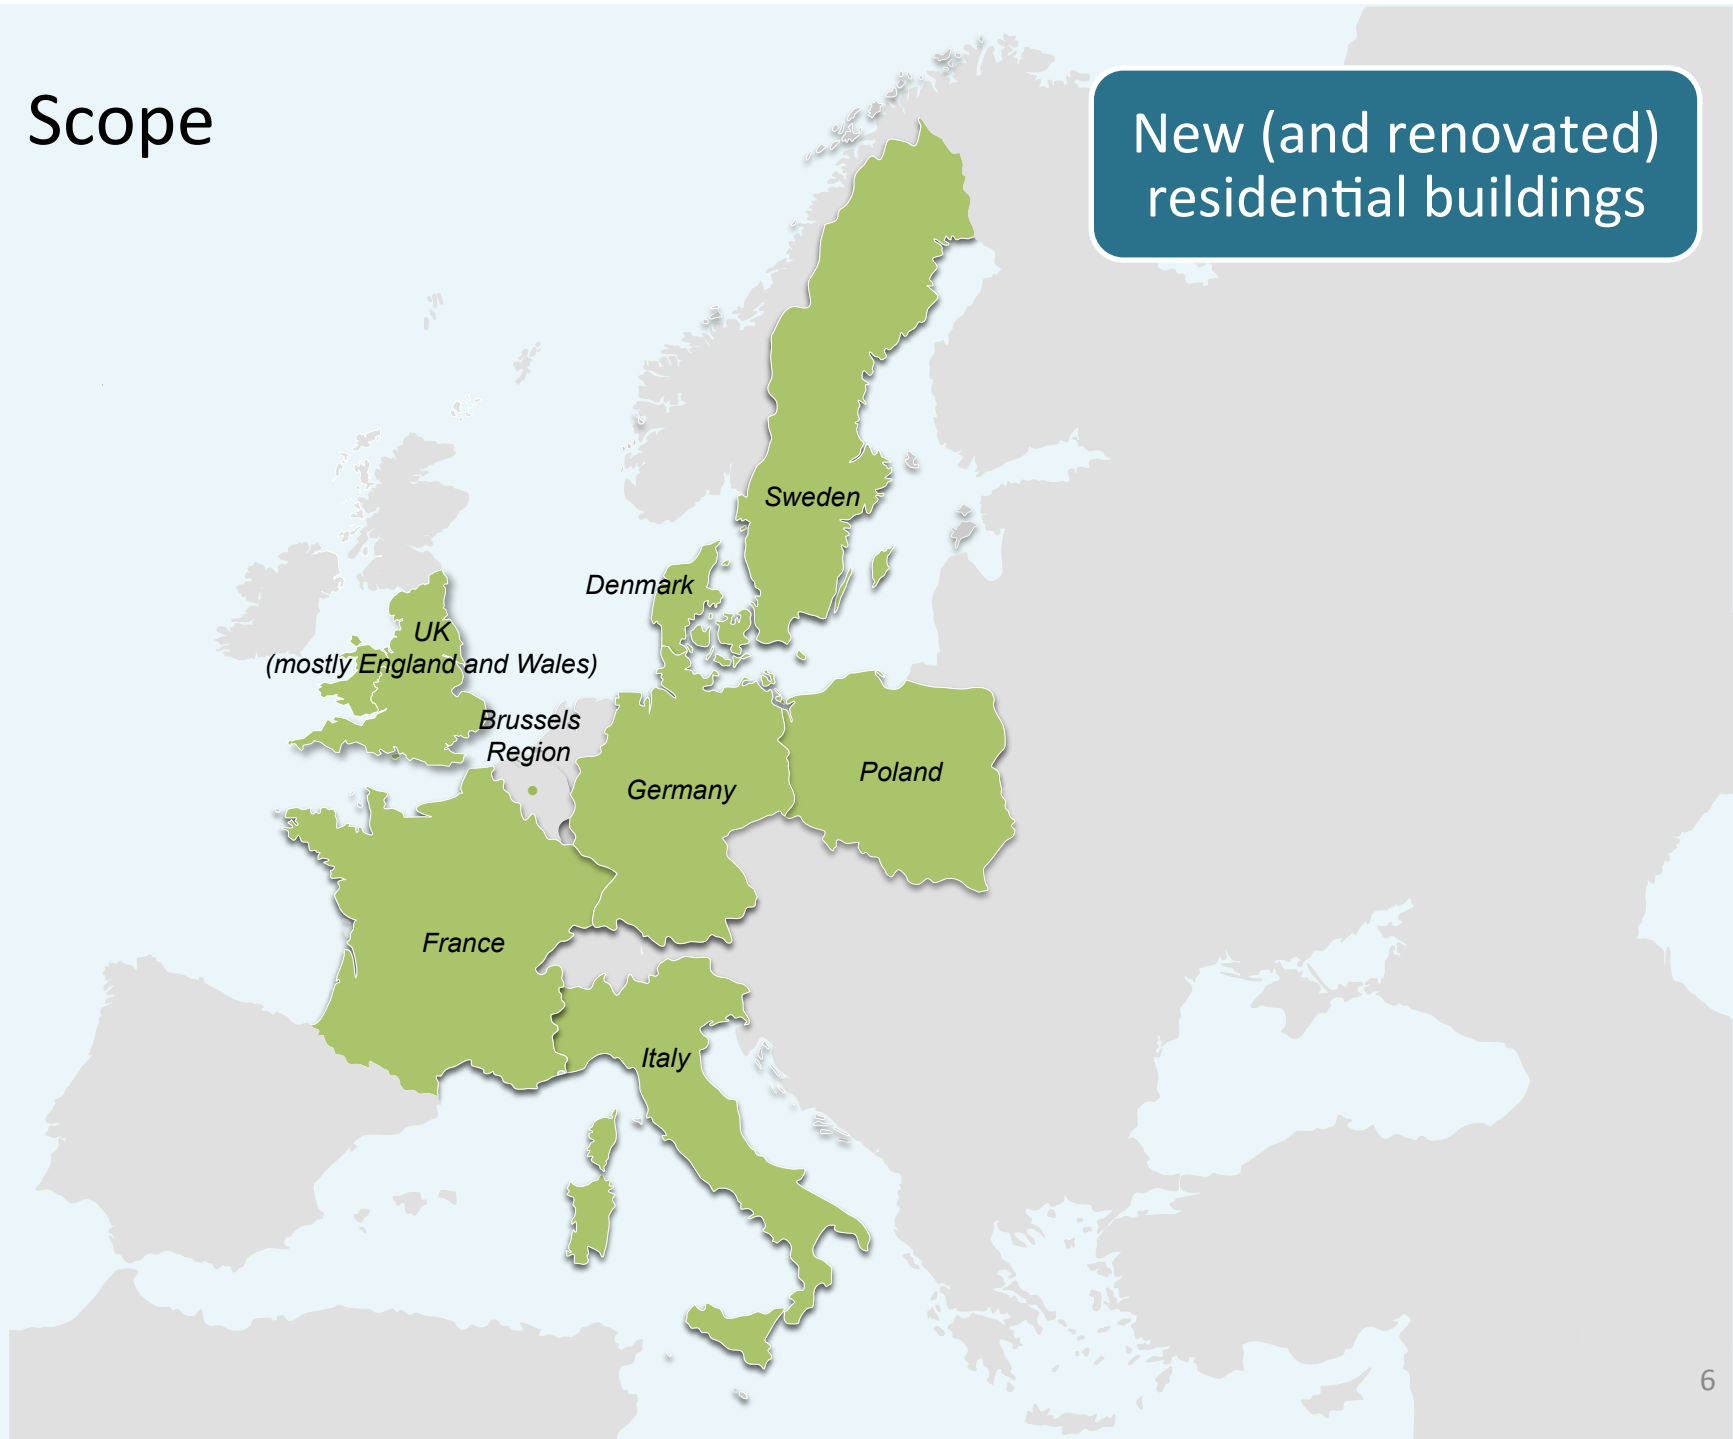 Scope
New (and renovated)
residential buildings
Sweden
Denmark
UK
(mostly England and Wales)
Brussels
Region
Germany
Poland
France
Italy
6